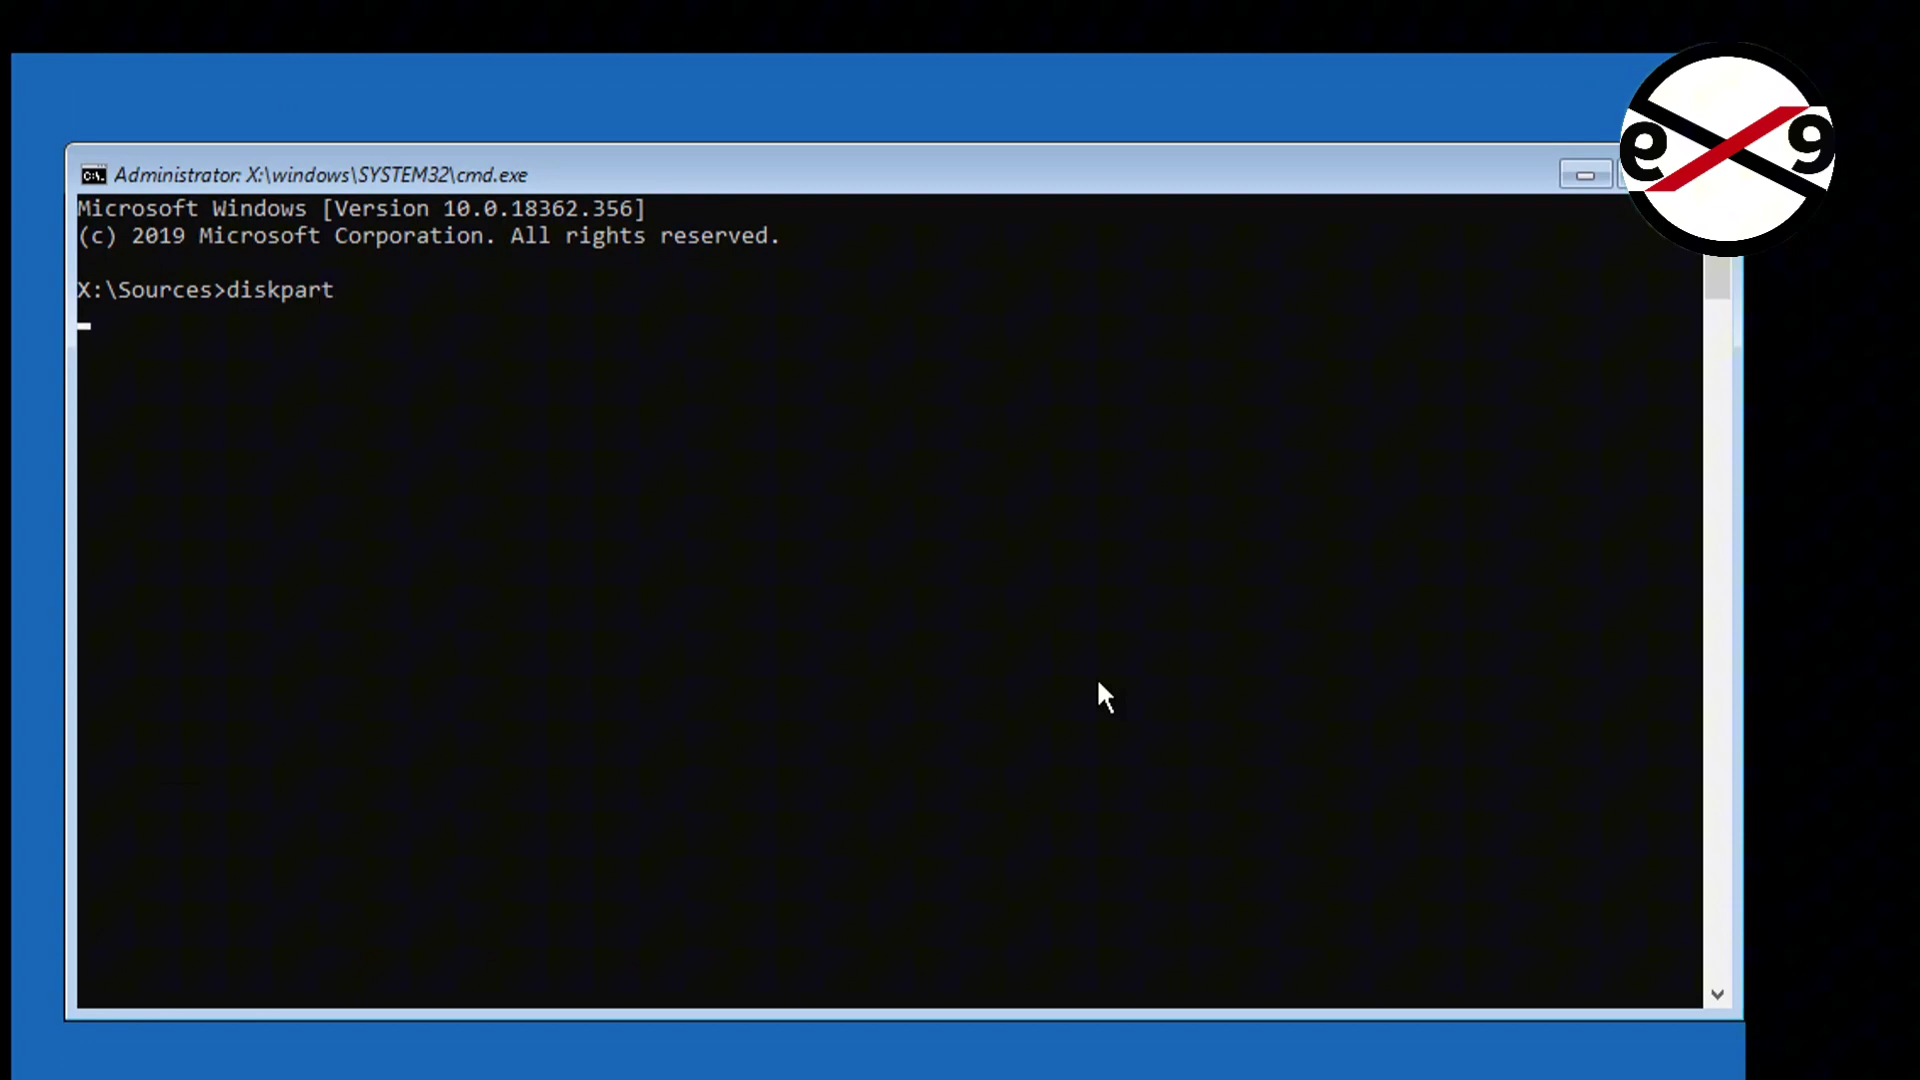 e 9
Administrator: X:\windows\SYSTEM32\cmd.exe
Microsoft Windows [Version 10.0.18362.356]
(c) 2019 Microsoft Corporation. All rights reserved.
X:\Sources>diskpart